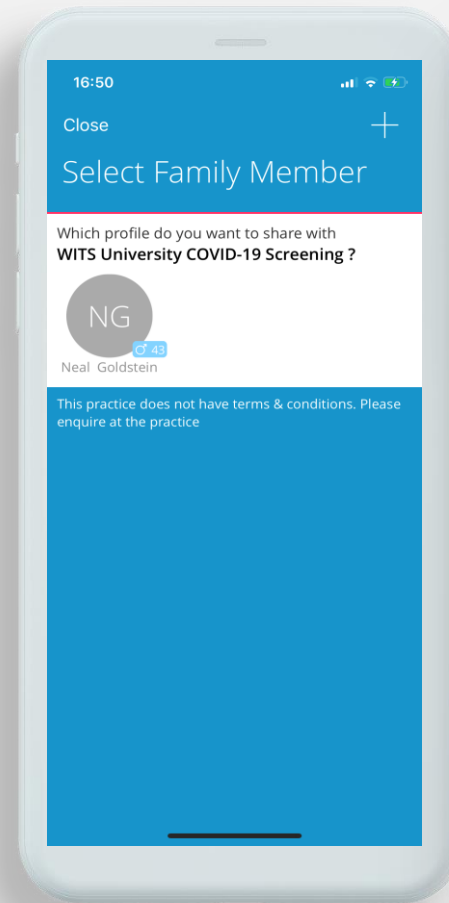 16:50
Close
Select Family Member
Which profile do you want to share with
WITS University COVID-19 Screening ?
NG
43
Neal Goldstein
This practice does not have terms & conditions. Please
enquire at the practice